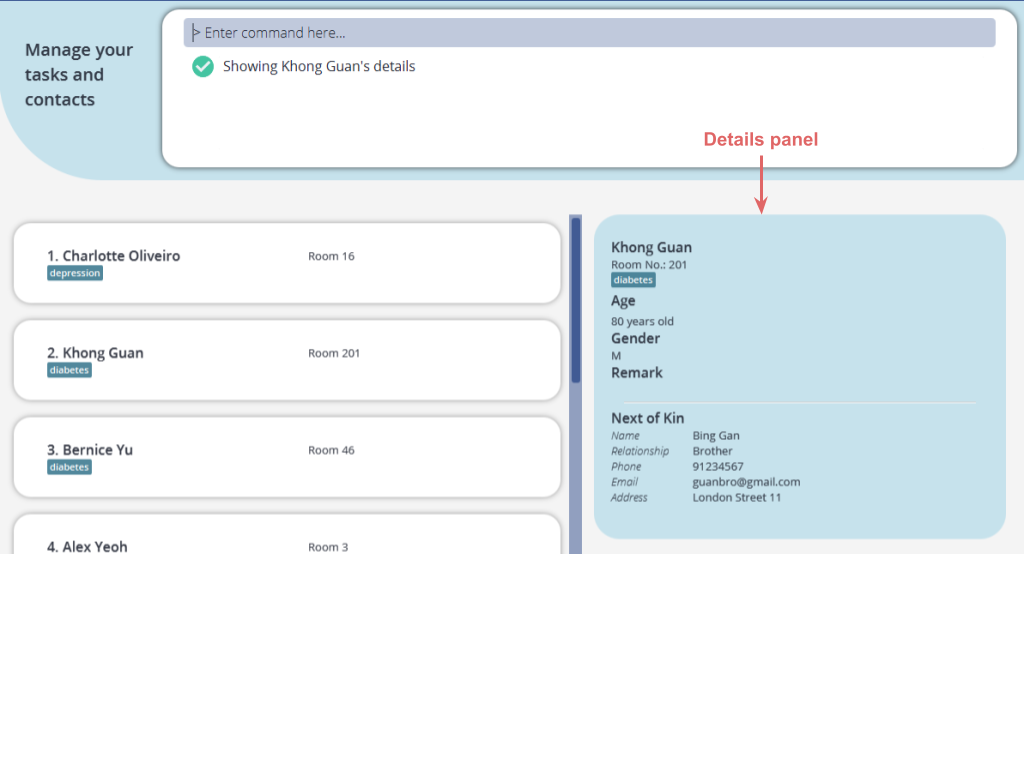 Manage your
tasks and
contacts
Enter command here...
Showing Khong Guan's details
Details panel
1. Charlotte Oliveiro
Room 16
depression
2. Khong Guan
Room 201
diabetes
3. Bernice Yu
Room 46
diabetes
4. Alex Yeoh
Room 3
Khong Guan
Room No.: 201
diabetes
Age
80 years old
Gender
M
Remark
Next of Kin
Name Bing Gan
Relationship Brother
Phone 91234567
Email guanbro@gmail.com
Address London Street 11